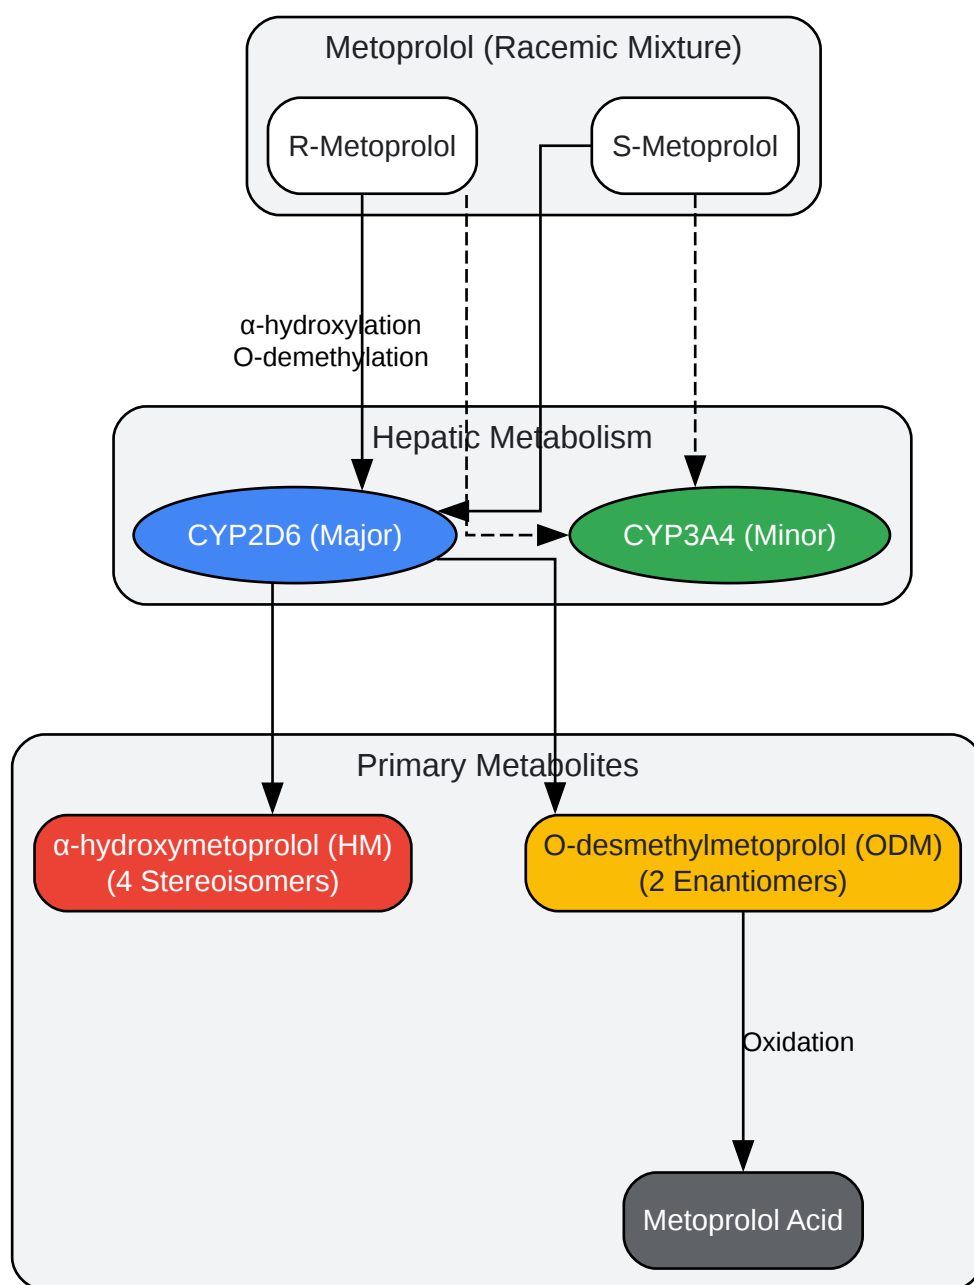 Metoprolol (Racemic Mixture)
R-Metoprolol
S-Metoprolol
α-hydroxylation
O-demethylation
Hepatic Metabolism
CYP2D6 (Major)
CYP3A4 (Minor)
Primary Metabolites
α-hydroxymetoprolol (HM)
(4 Stereoisomers)
O-desmethylmetoprolol (ODM)
(2 Enantiomers)
Oxidation
Metoprolol Acid